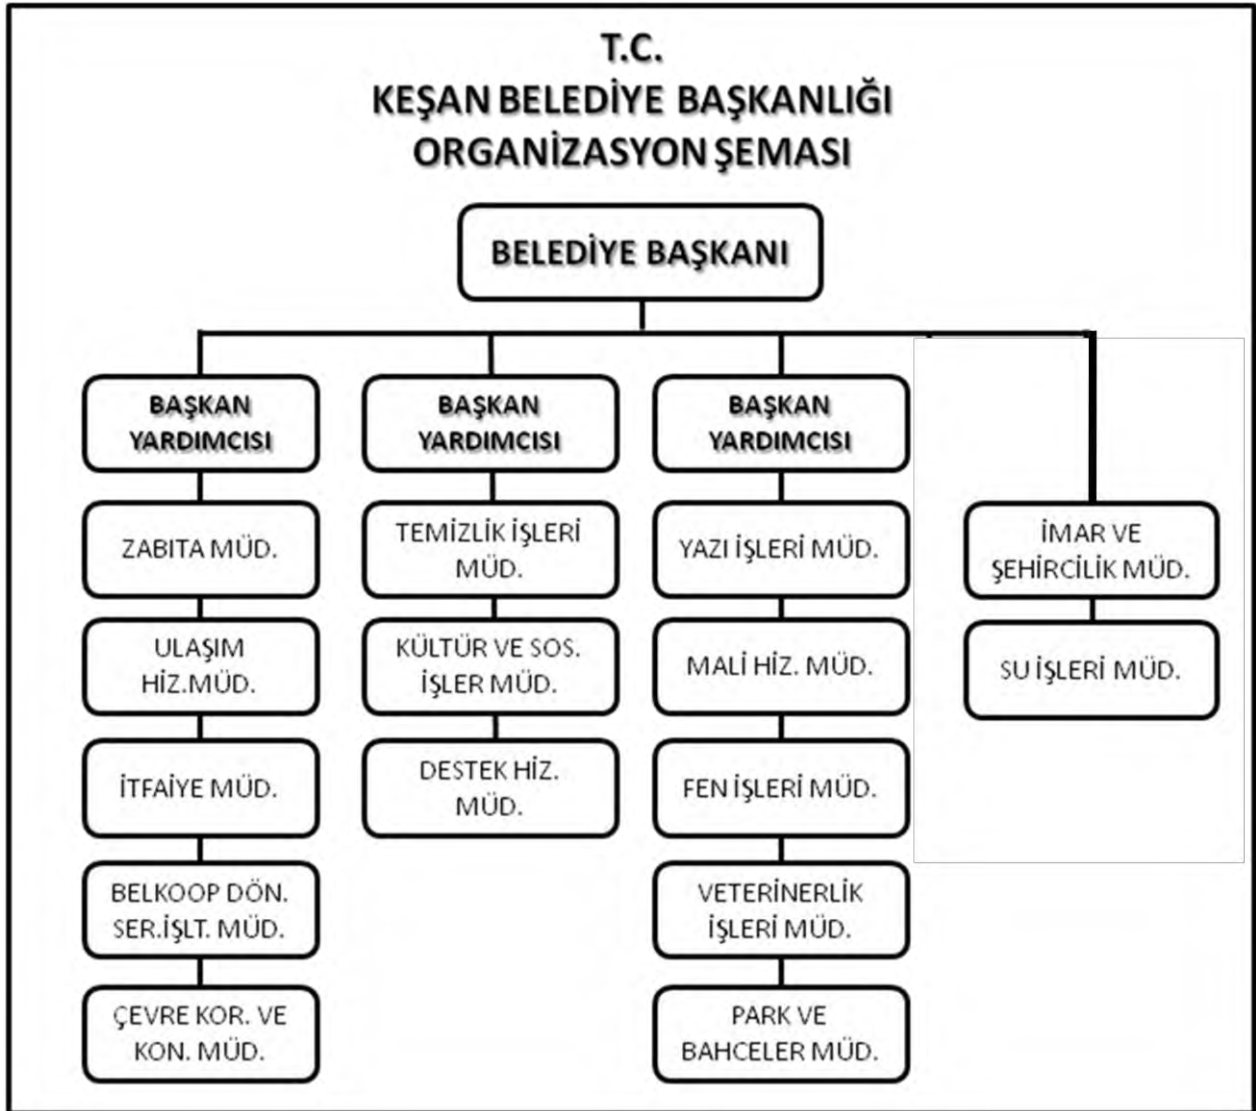 T.C.
KEŞAN BELEDİYE BAŞKANLIĞI
ORGANİZASYON ŞEMASI
BELEDİYE BAŞKANI
BAŞKAN
YARDIMCISI
ZABITA MÜD.
ULAŞIM
HİZ.MÜD.
İTFAİYE MÜD.
BELKOOP DÖN.
SER.İŞLT. MÜD.
ÇEVRE KOR. VE
KON. MÜD.
BAŞKAN
YARDIMCISI
TEMİZLİK İŞLERİ
MÜD.
KÜLTÜR VE SOS.
İŞLER MÜD.
DESTEK HİZ.
MÜD.
BAŞKAN
YARDIMCISI
YAZI İŞLERİ MÜD.
MALİ HİZ. MÜD.
FEN İŞLERİ MÜD.
VETERİNERLİK
İŞLERİ MÜD.
PARK VE
BAHCELER MÜD.
İMAR VE
ŞEHİRCİLİK MÜD.
SU İŞLERİ MÜD.